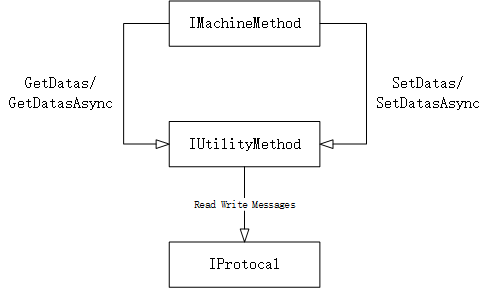 IMachineMethod
GetDatas/
GetDatasAsync
SetDatas/
SetDatasAsync
IUtilityMethod
Read Write Messages
IProtocal